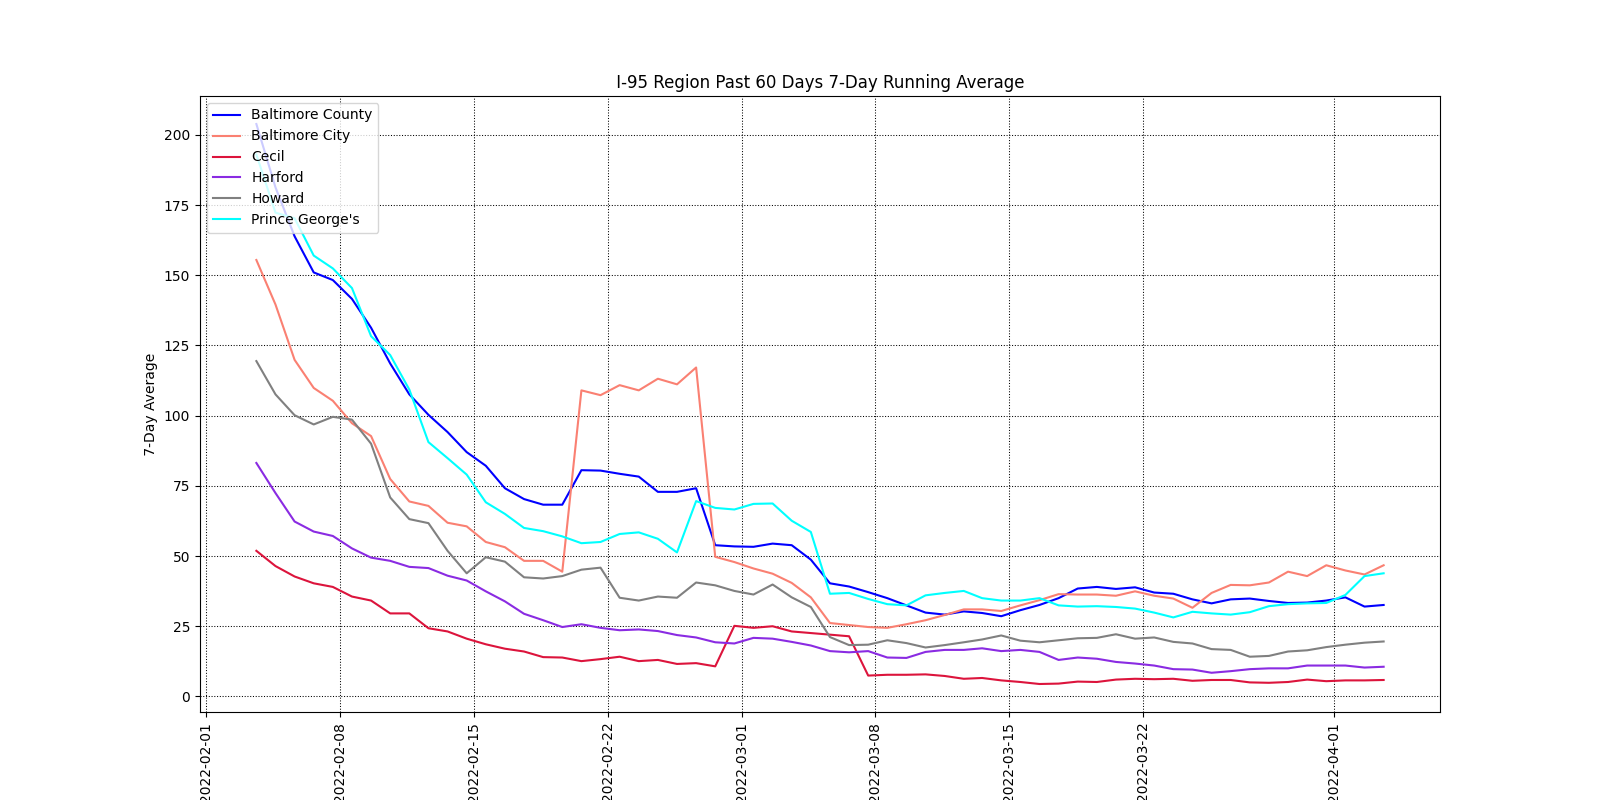 I-95 Region Past 60 Days 7-Day Running Average
Baltimore County
Baltimore City
Cecil
Harford
Howard
Prince George's
7-Day Average
200
175
150
125
100
75
50
25
0
2022-02-01
2022-02-08
2022-02-15
2022-02-22
2022-03-01
2022-03-08
2022-03-15
2022-03-22
2022-04-01